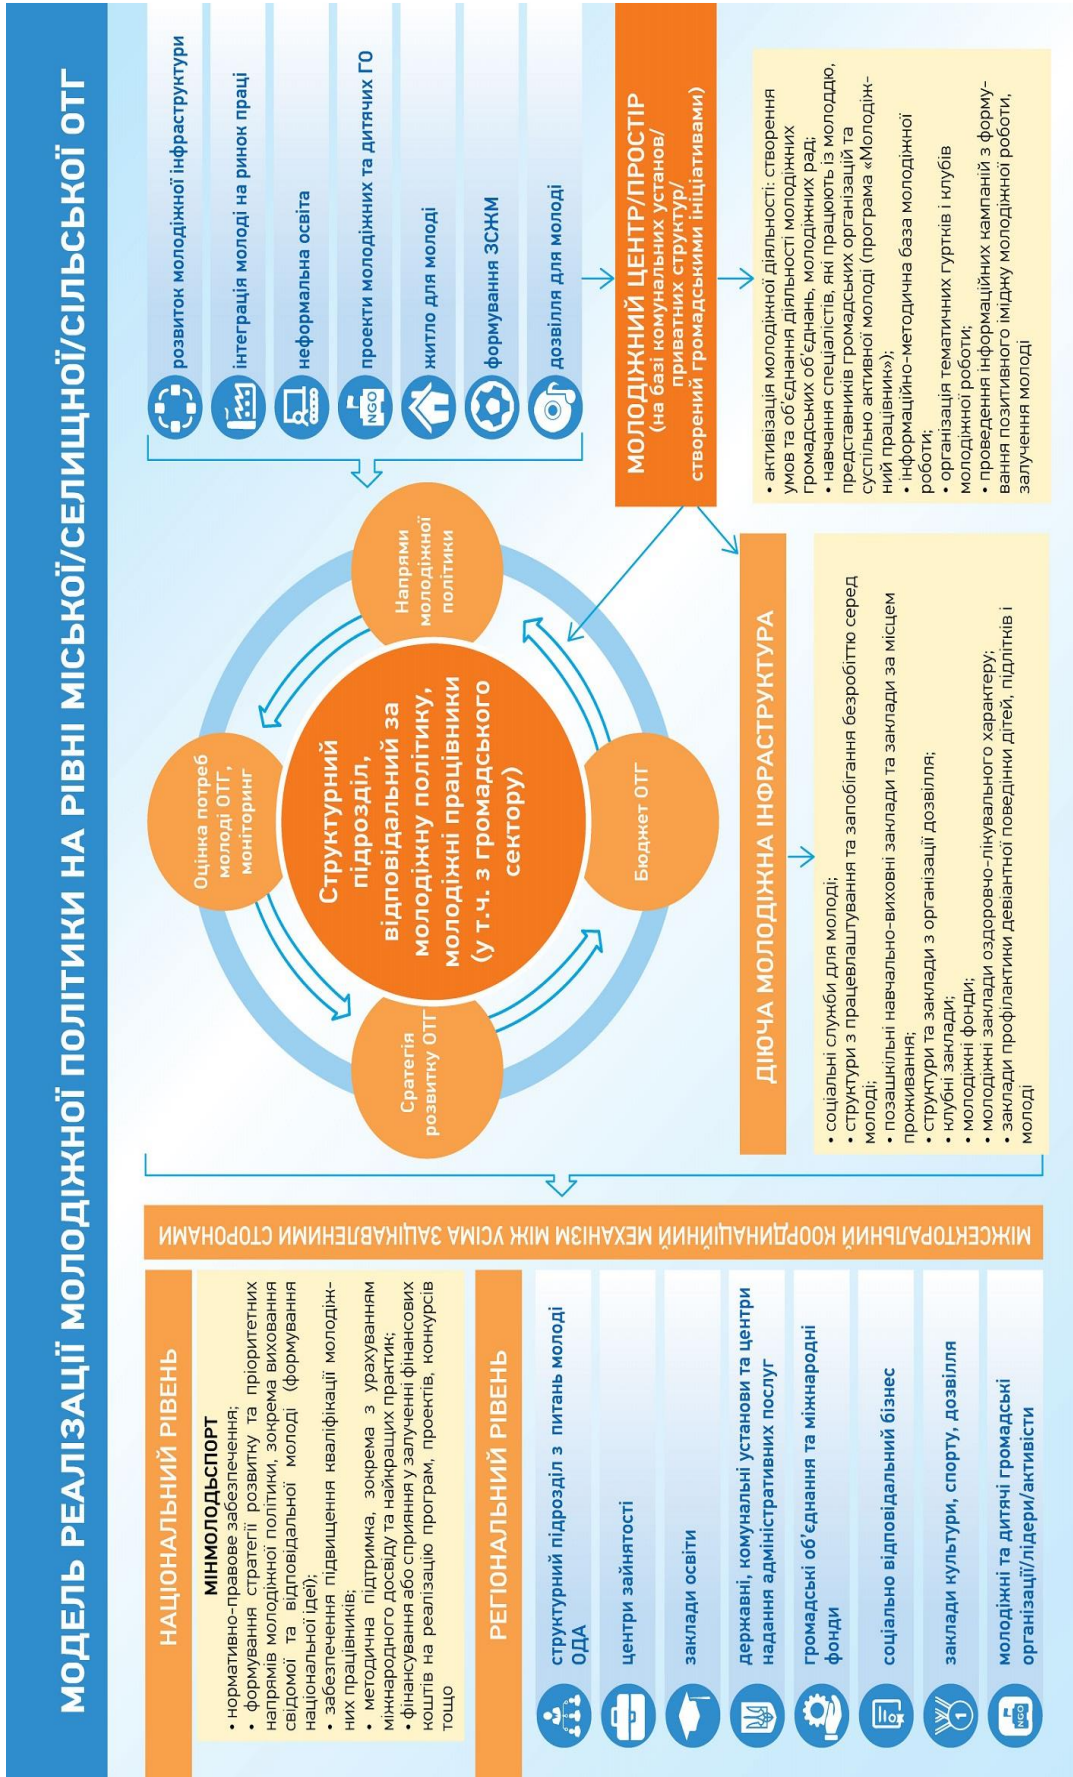 МОДЕЛЬ РЕАЛІЗАЦІЇ МОЛОДІЖНОЇ ПОЛІТИКИ НА РІВНІ МІСЬКОЇ/СЕЛИЩНОЇ/СІЛЬСЬКОЇ ОТГ
НАЦІОНАЛЬНИЙ РІВЕНЬ
МІНМОЛОДЬСПОРТ
• нормативно-правове забезпечення;
• формування стратегії розвитку та пріоритетних
напрямів молодіжної політики, зокрема виховання
свідомої та відповідальної молоді (формування
національної ідеї);
• забезпечення підвищення кваліфікації молодіж-
них працівників;
• методична підтримка, зокрема з урахуванням
міжнародного досвіду та найкращих практик;
• фінансування або сприяння у залученні фінансових
коштів на реалізацію програм, проектів, конкурсів
тощо
РЕГІОНАЛЬНИЙ РІВЕНЬ
структурний підрозділ з питань молоді
ОДА
центри зайнятості
заклади освіти
державні, комунальні установи та центри
надання адміністративних послуг
громадські об'єднання та міжнародні
фонди
соціально відповідальний бізнес
1
заклади культури, спорту, дозвілля
NGO
молодіжні та дитячі громадські
організації/лідери/активісти
МІЖСЕКТОРАЛЬНИЙ КООРДИНАЦІЙНИЙ МЕХАНІЗМ МІЖ УСІМА ЗАЦІКАВЛЕНИМИ СТОРОНАМИ
Оцінка потреб
молоді ОТГ,
моніторинг
Сратегія
розвитку ОТГ
Структурний
підрозділ,
відповідальний за
молодіжну політику,
молодіжні працівники
(у т.ч. з громадського
сектору)
Напрями
молодіжної
політики
Бюджет ОТГ
ДІЮЧА МОЛОДІЖНА ІНФРАСТРУКТУРА
• соціальні служби для молоді;
• структури з працевлаштування та запобігання безробіттю серед
молоді;
• позашкільні навчально-виховні заклади та заклади за місцем
проживання;
• структури та заклади з організації дозвілля;
• клубні заклади;
• молодіжні фонди;
• молодіжні заклади оздоровчо-лікувального характеру;
• заклади профілактики девіантної поведінки дітей, підлітків і
молоді
розвиток молодіжної інфраструктури
інтеграція молоді на ринок праці
неформальна освіта
NGO
проекти молодіжних та дитячих ГО
житло для молоді
формування ЗСЖМ
дозвілля для молоді
МОЛОДІЖНИЙ ЦЕНТР/ПРОСТІР
(на базі комунальних установ/
приватних структур/
створений громадськими ініціативами)
• активізація молодіжної діяльності: створення
умов та об'єднання діяльності молодіжних
громадських об'єднань, молодіжних рад;
• навчання спеціалістів, які працюють із молоддю,
представників громадських організацій та
суспільно активної молоді (програма «Молодіж-
ний працівник»);
• інформаційно-методична база молодіжної
роботи;
• організація тематичних гуртків і клубів
молодіжної роботи;
• проведення інформаційних кампаній з форму-
вання позитивного іміджу молодіжної роботи,
залучення молоді